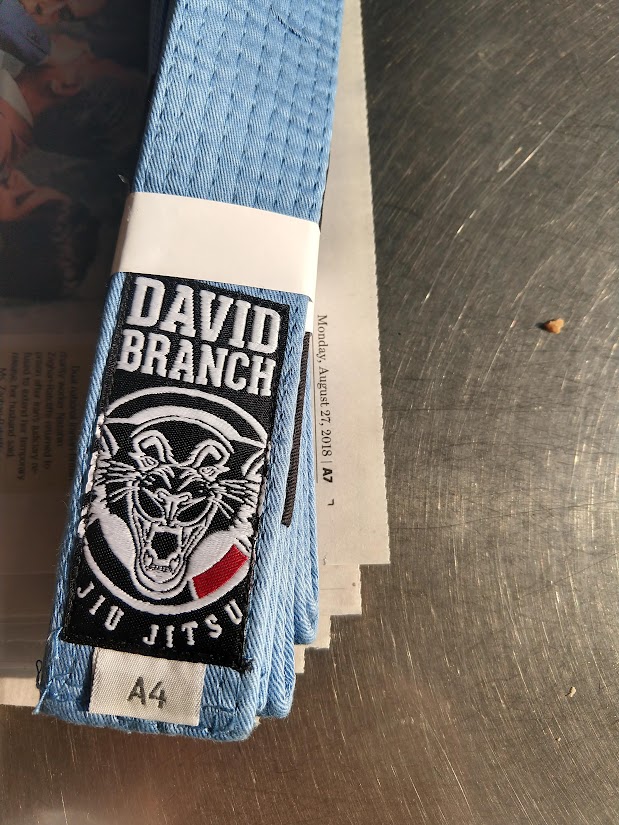 DAVID
BRANCH
JIU JITSU
A4
Monday, August 27, 2018 | A7